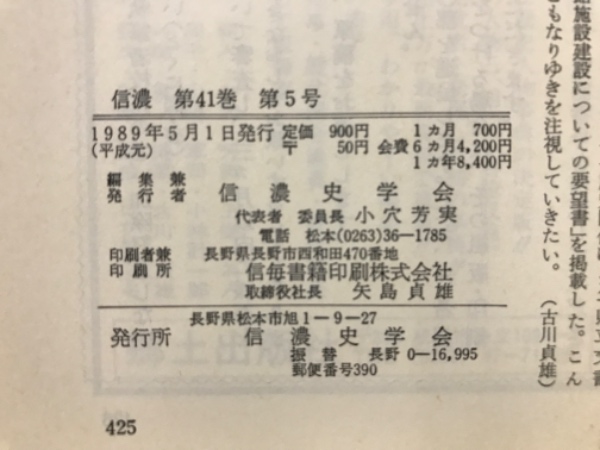 館施設建設についての要望書」を掲載した。こん
ともなりゆきを注視していきたい。
（古川貞雄）
信濃 第41巻 第5号
1989年5月1日発行 定価 900円 1カ月 700円
(平成元) 〒 50円 会費 6カ月4,200円
1カ年8,400円
編集兼
発行者 信濃史学会
代表者 委員長 小穴芳実
電話 松本(0263)36―1785
印刷者兼 長野県長野市西和田470番地
印刷所 信毎書籍印刷株式会社
取締役社長 矢島貞雄
長野県松本市旭1―9―27
発行所 信濃史学会
振替 長野 0―16,995
郵便番号390
425